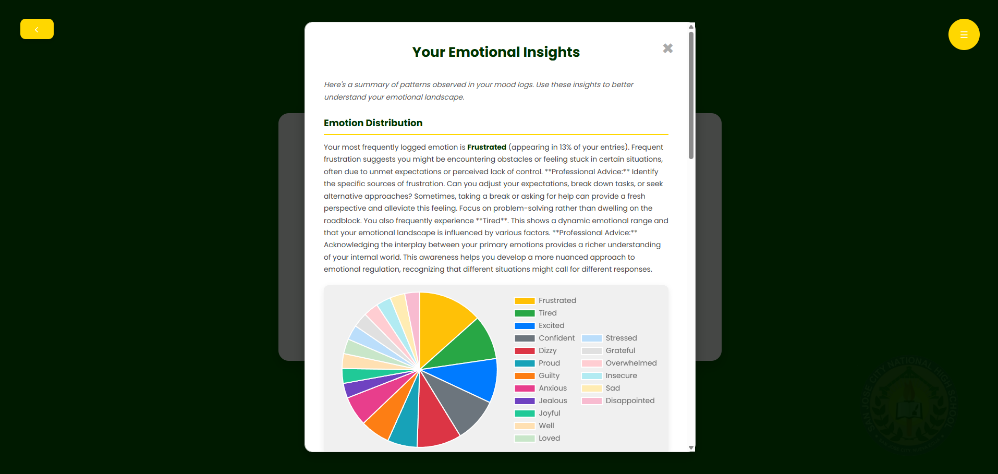 Your Emotional Insights
Here's a summary of patterns observed in your mood logs. Use these insights to better
understand your emotional landscape.
Emotion Distribution
Your most frequently logged emotion is Frustrated (appearing in 13% of your entries). Frequent
frustration suggests you might be encountering obstacles or feeling stuck in certain situations,
often due to unmet expectations or perceived lack of control. **Professional Advice:** Identify
the specific sources of frustration. Can you adjust your expectations, break down tasks, or seek
alternative approaches? Sometimes, taking a break or asking for help can provide a fresh
perspective and alleviate this feeling. Focus on problem-solving rather than dwelling on the
roadblock. You also frequently experience **Tired**. This shows a dynamic emotional range and
that your emotional landscape is influenced by various factors. **Professional Advice:**
Acknowledging the interplay between your primary emotions provides a richer understanding
of your internal world. This awareness helps you develop a more nuanced approach to
emotional regulation, recognizing that different situations might call for different responses.
Frustrated
Tired
Excited
Confident
Dizzy
Proud
Guilty
Anxious
Jealous
Joyful
Well
Loved
Stressed
Grateful
Overwhelmed
Insecure
Sad
Disappointed